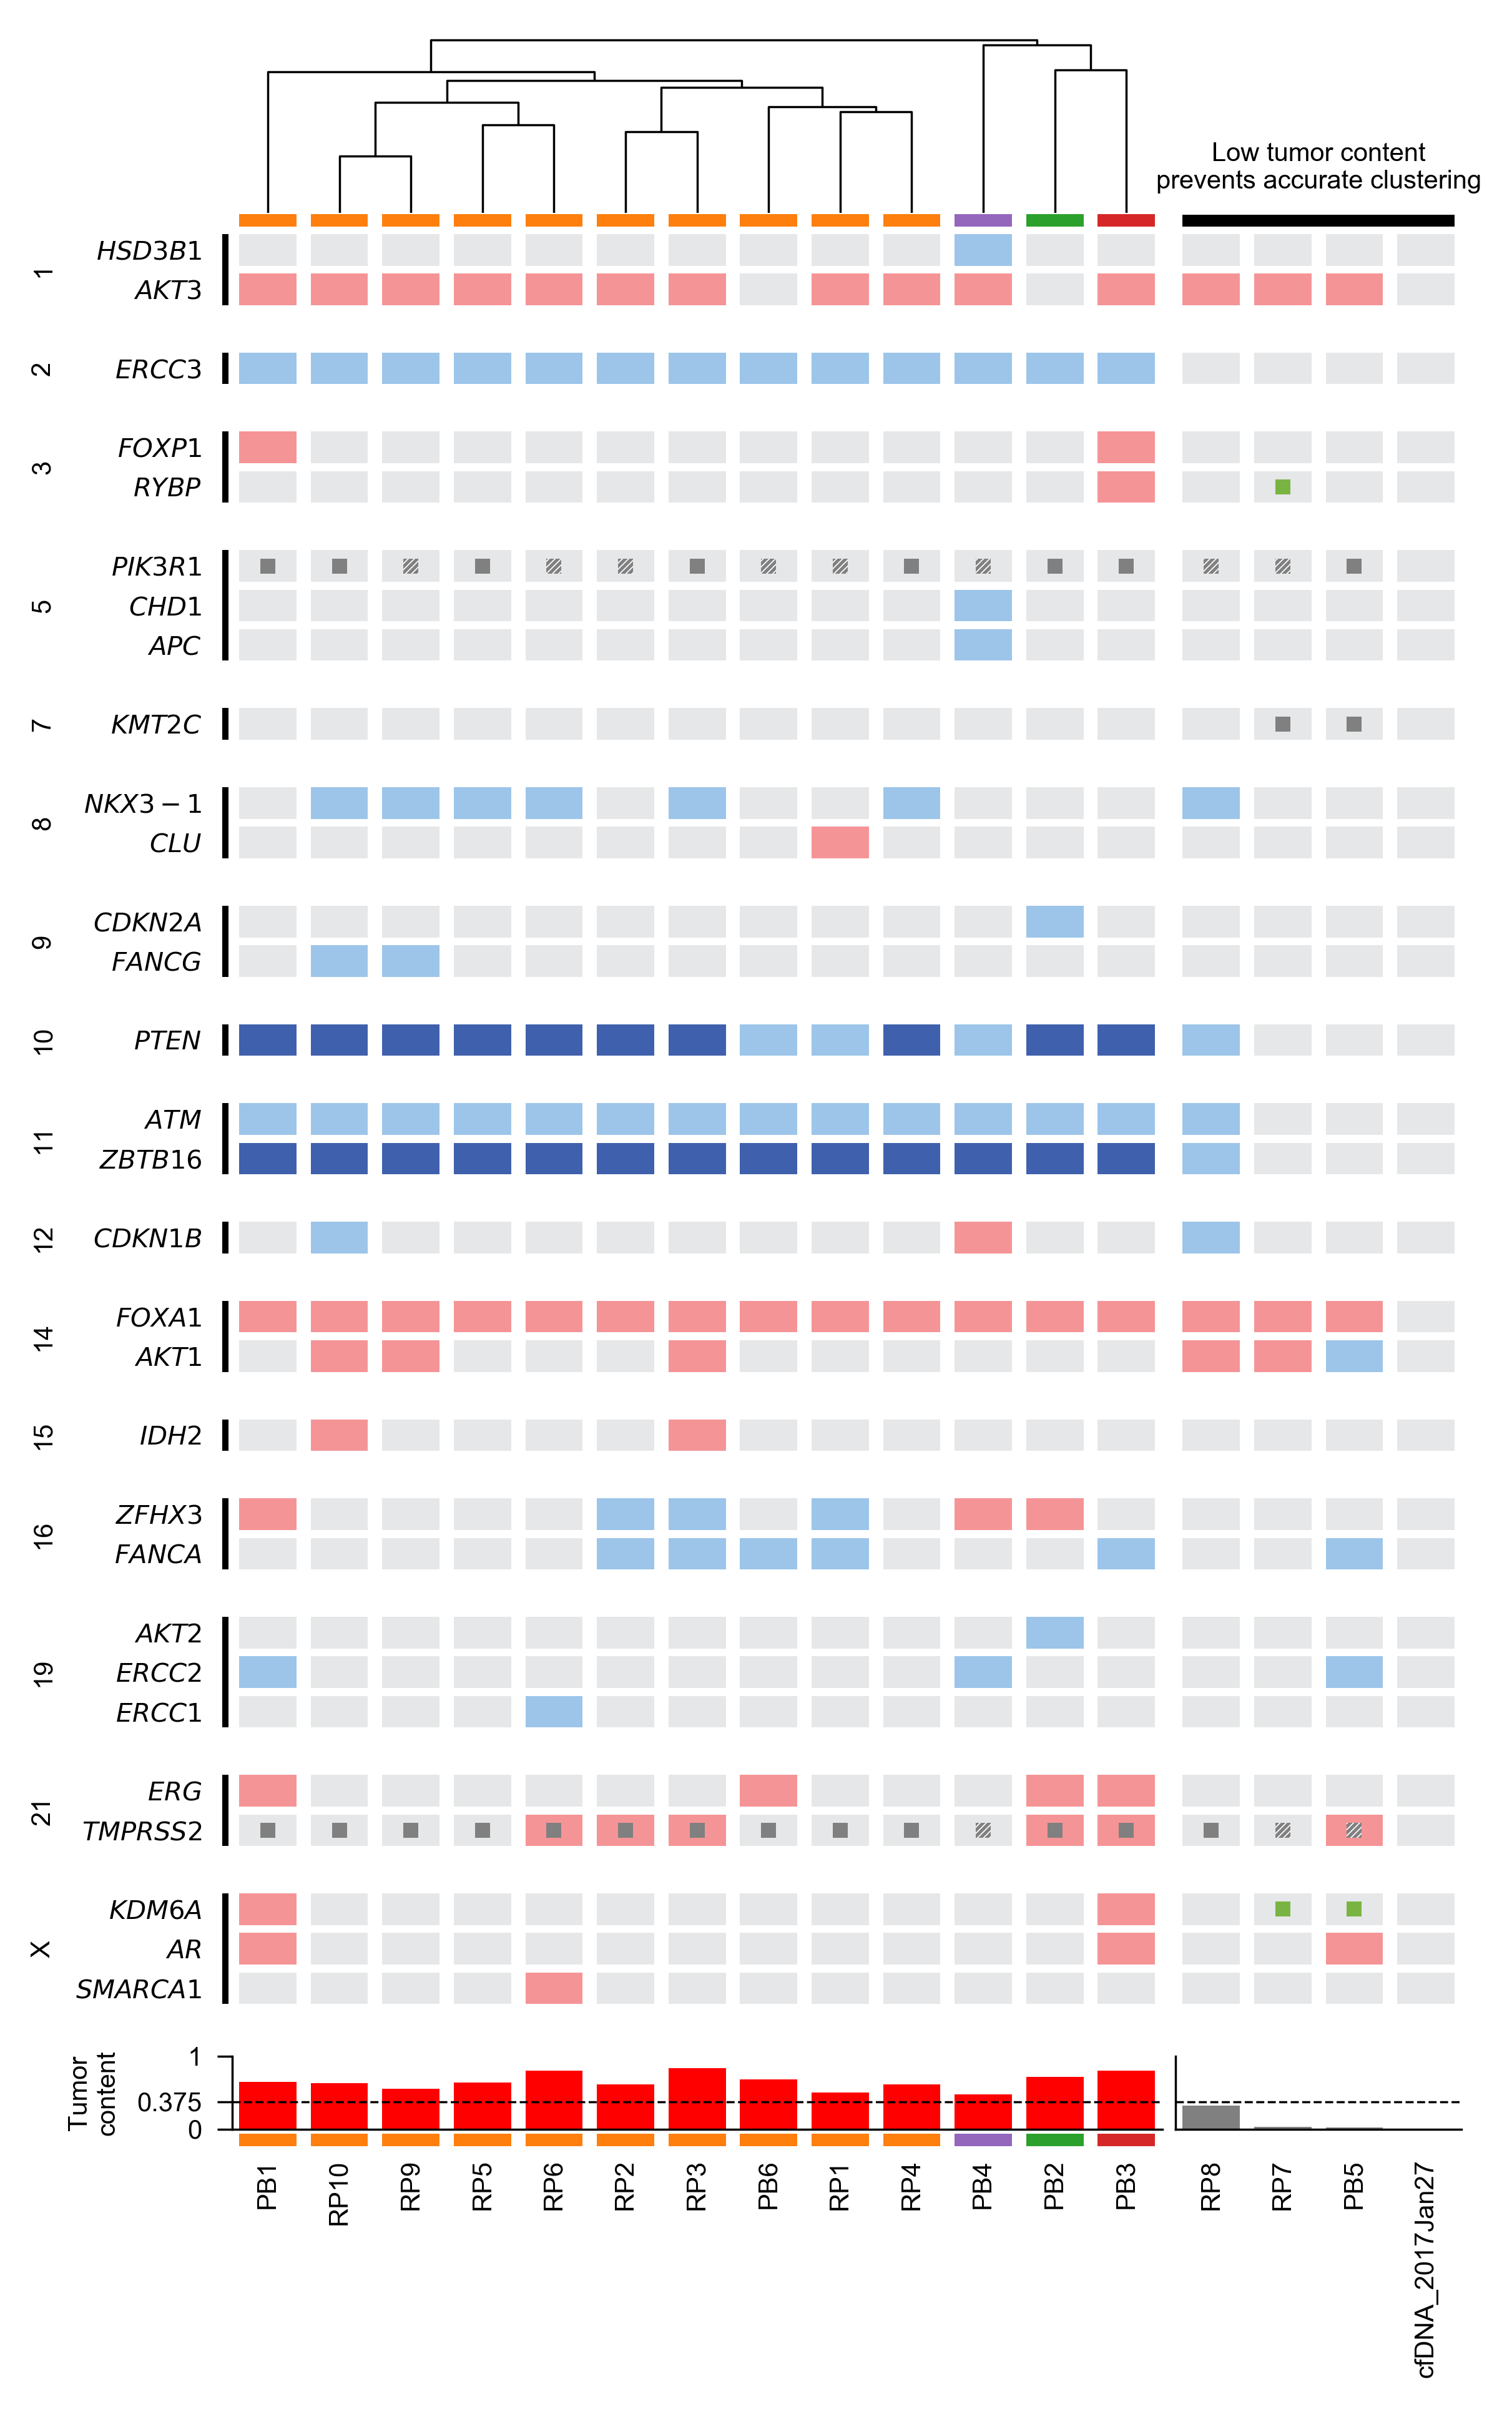 Low tumor content
prevents accurate clustering
1
HSD3B1
AKT3
2
ERCC3
3
FOXP1
RYBP
5
PIK3R1
CHD1
APC
7
KMT2C
8
NKX3−1
CLU
9
CDKN2A
FANCG
10
PTEN
11
ATM
ZBTB16
12
CDKN1B
14
FOXA1
AKT1
15
IDH2
16
ZFHX3
FANCA
19
AKT2
ERCC2
ERCC1
21
ERG
TMPRSS2
X
KDM6A
AR
SMARCA1
Tumor
content
1
0.375
0
PB1
RP10
RP9
RP5
RP6
RP2
RP3
PB6
RP1
RP4
PB4
PB2
PB3
RP8
RP7
PB5
cfDNA_2017Jan27